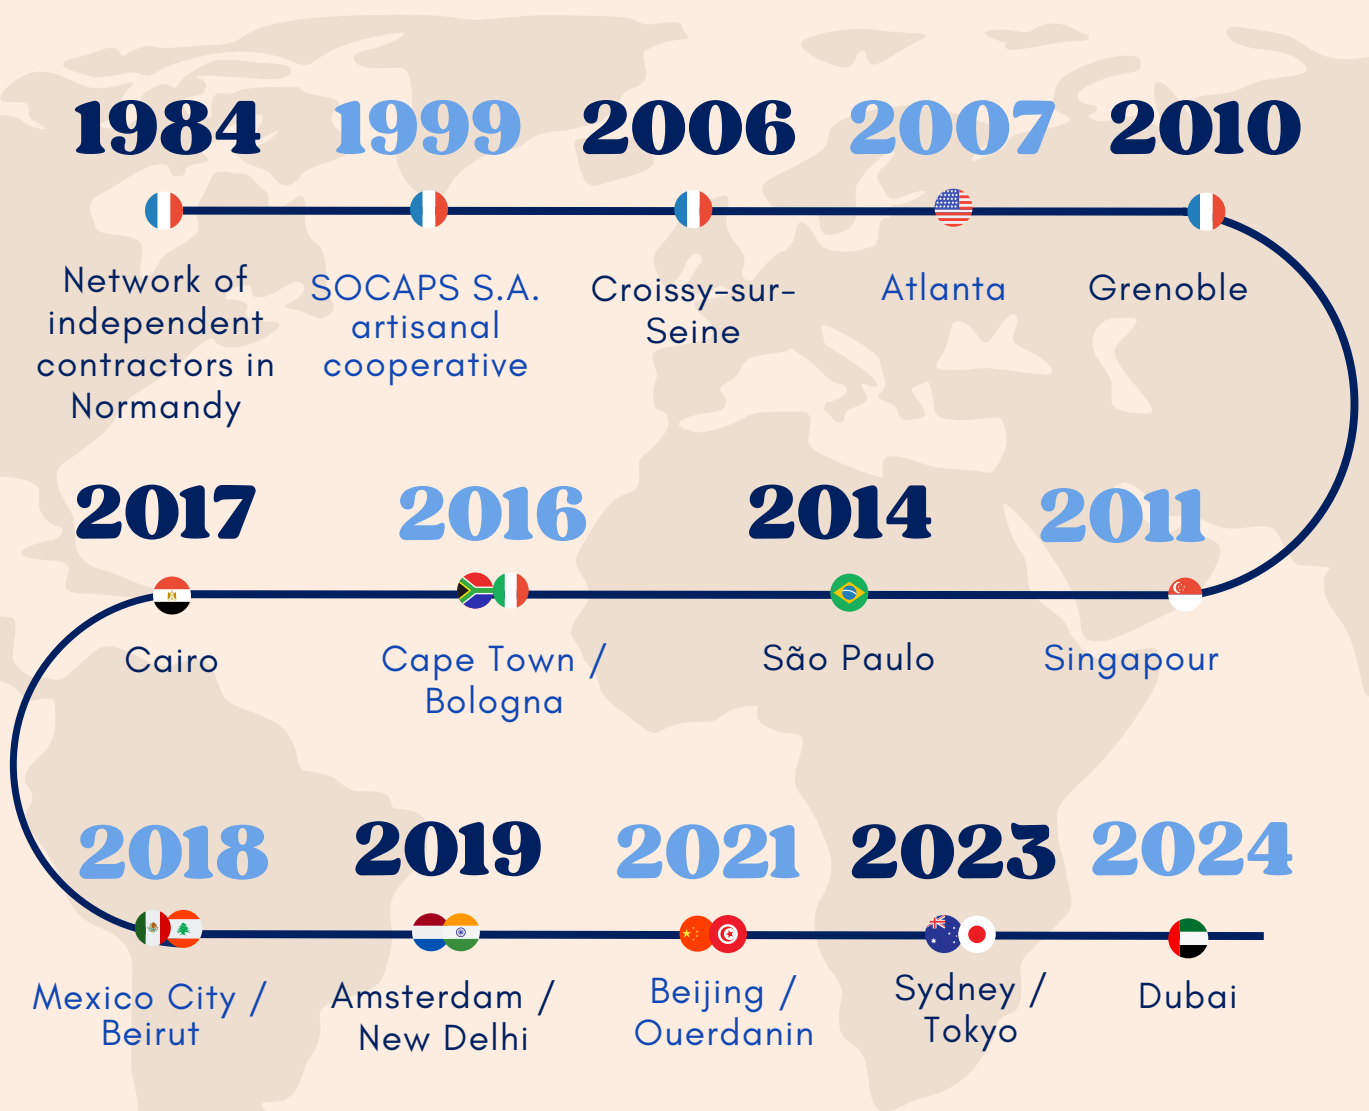 1984
1999
2006
2007
2010
Network of
independent
contractors in
Normandy
SOCAPS S.A.
artisanal
cooperative
Croissy-sur-
Seine
Atlanta
Grenoble
2017
2016
2014
2011
Cairo
Cape Town /
Bologna
São Paulo
Singapour
2018
2019
2021
2023
2024
Mexico City /
Beirut
Amsterdam /
New Delhi
Beijing /
Ouerdanin
Sydney /
Tokyo
Dubai